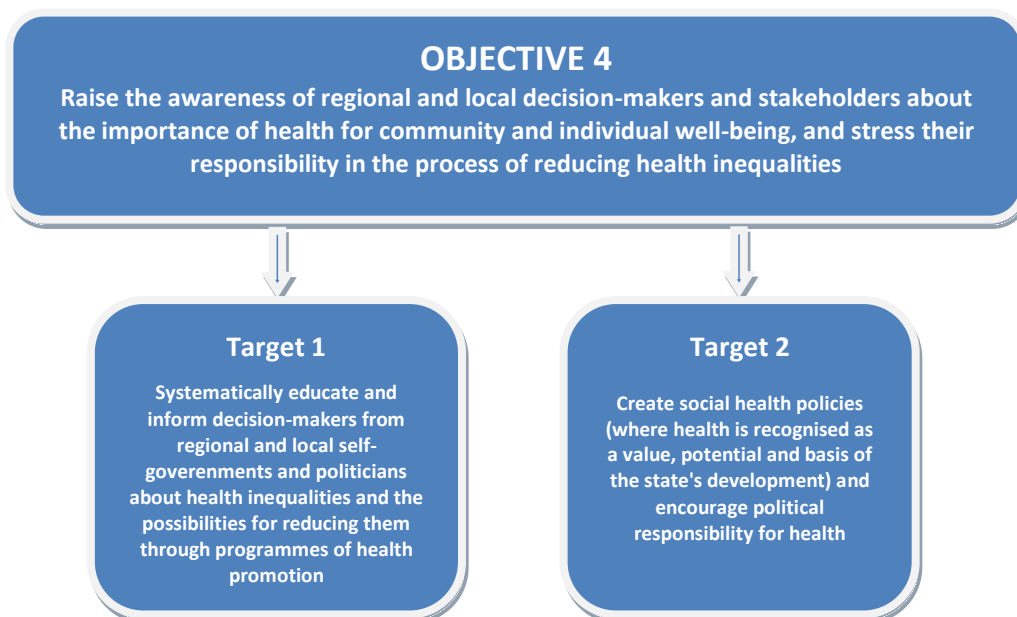 OBJECTIVE 4
Raise the awareness of regional and local decision-makers and stakeholders about
the importance of health for community and individual well-being, and stress their
responsibility in the process of reducing health inequalities
Target 1
Systematically educate and
inform decision-makers from
regional and local self-
goverenments and politicians
about health inequalities and the
possibilities for reducing them
through programmes of health
promotion
Target 2
Create social health policies
(where health is recognised as
a value, potential and basis of
the state's development) and
encourage political
responsibility for health